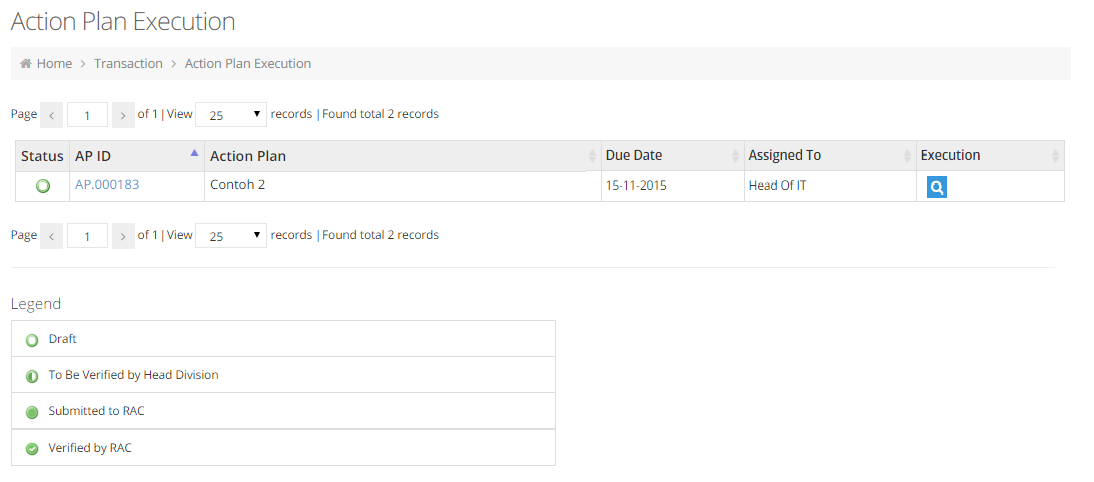 Action Plan Execution
Home > Transaction > Action Plan Execution
Page < 1 > of 1 | View 25 records | Found total 2 records
Status AP ID Action Plan Due Date Assigned To Execution
AP.000183 Contoh 2 15-11-2015 Head Of IT
Page < 1 > of 1 | View 25 records | Found total 2 records
Legend
Draft
To Be Verified by Head Division
Submitted to RAC
Verified by RAC